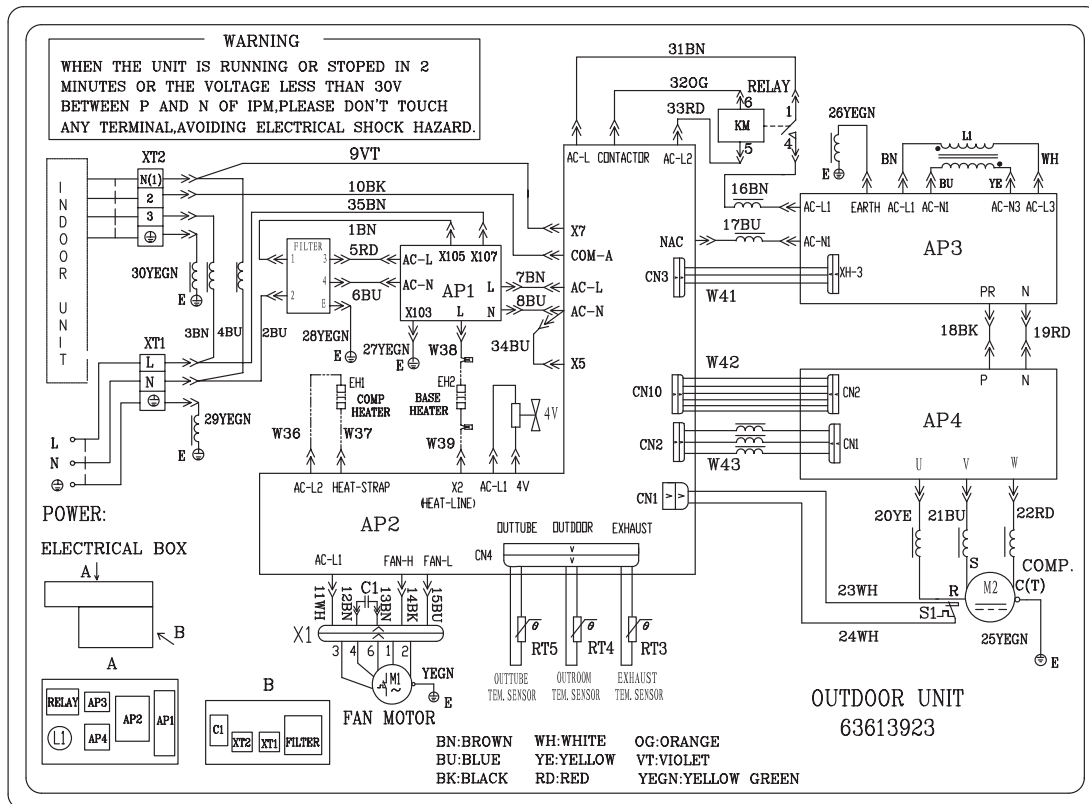 WARNING
WHEN THE UNIT IS RUNNING OR STOPED IN 2
MINUTES OR THE VOLTAGE LESS THAN 30V
BETWEEN P AND N OF IPM,PLEASE DON'T TOUCH
ANY TERMINAL,AVOIDING ELECTRICAL SHOCK HAZARD.
31BN
32OG
RELAY
33RD
6
KM
1
5
4
AC-L CONTACTOR AC-L2
26YEGN
E
L1
BN
WH
BU
YE
16BN
AC-L1
EARTH AC-L1 AC-N1 AC-N3 AC-L3
17BU
NAC
AC-N1
AP3
CN3
XH-3
W41
PR N
18BK
19RD
INDOOR UNIT
XT2
N(1)
2
3
9VT
10BK
35BN
1BN
X7
COM-A
FILTER
1
3
4
2
E
5RD
6BU
X105 X107
AC-L
AC-N
AP1
L
N
X103
L
7BN
8BU
AC-L
AC-N
30YEGN
E
3BN
4BU
2BU
28YEGN
E
27YEGN
E
W38
34BU
X5
XT1
L
N
29YEGN
E
L
N
POWER:
EH1
COMP
HEATER
EH2
BASE
HEATER
4V
W36
W37
W39
W42
CN10
CN2
P N
AP4
CN2
CN1
W43
U V W
AC-L2 HEAT-STRAP
X2
(HEAT-LINE)
AC-L1 4V
CN1
AP2
OUTTUBE OUTDOOR EXHAUST
CN4
V
V
20YE
21BU
22RD
S
COMP.
R
M2
C(T)
S1
23WH
24WH
25YEGN
E
AC-L1
FAN-H FAN-L
11WH
12BN
C1
13BN
14BK
15BU
X1
3 4 6 1 2
M1
~
YEGN
E
FAN MOTOR
θ
RT5
θ
RT4
θ
RT3
OUTTUBE
TEM. SENSOR
OUTROOM
TEM. SENSOR
EXHAUST
TEM. SENSOR
ELECTRICAL BOX
A
B
A
RELAY
AP3
AP2
AP1
L1
AP4
B
C1
XT2
XT1
FILTER
OUTDOOR UNIT
63613923
BN:BROWN WH:WHITE OG:ORANGE
BU:BLUE YE:YELLOW VT:VIOLET
BK:BLACK RD:RED YEGN:YELLOW GREEN